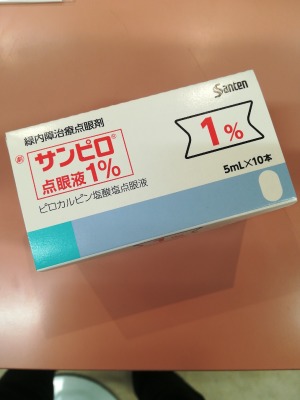 緑内障治療点眼剤
Santen
サンピロ®
点眼液1%
1%
5mL×10本
ピロカルピン塩酸塩点眼液